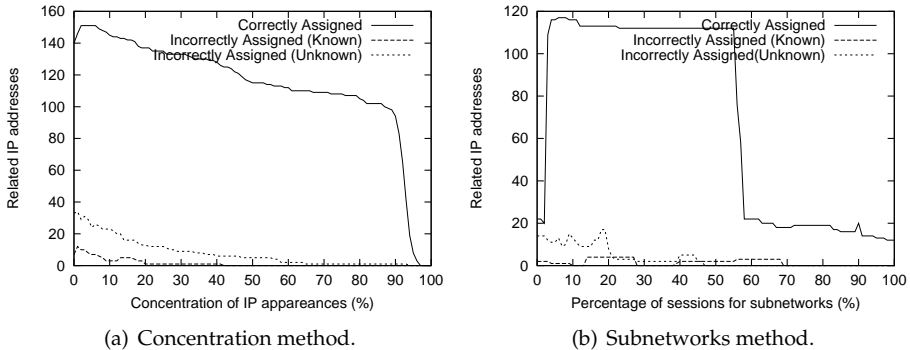 160
140
120
100
80
60
40
20
0
Related IP addresses
Correctly Assigned
Incorrectly Assigned (Known)
Incorrectly Assigned (Unknown)
0 10 20 30 40 50 60 70 80 90 100
Concentration of IP appareances (%)
(a) Concentration method.
120
100
80
60
40
20
0
Related IP addresses
Correctly Assigned
Incorrectly Assigned (Known)
Incorrectly Assigned(Unknown)
0 10 20 30 40 50 60 70 80 90 100
Percentage of sessions for subnetworks (%)
(b) Subnetworks method.